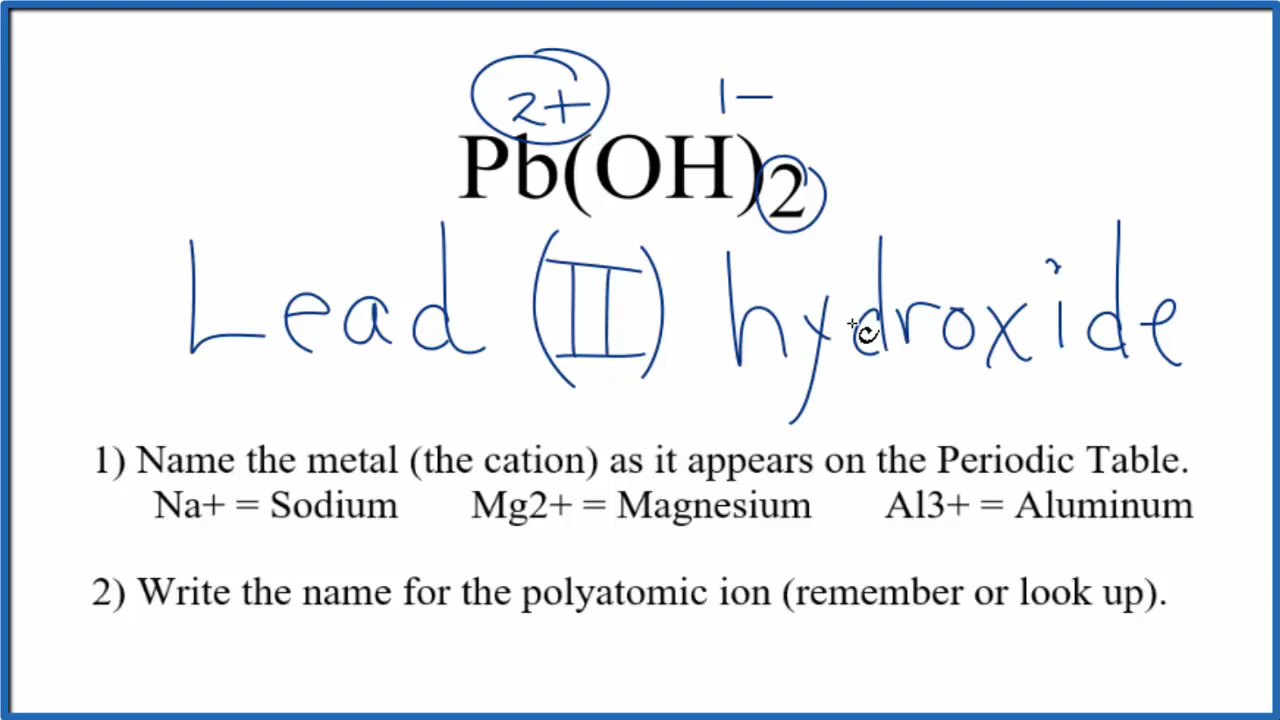 2+ 1-
Pb(OH)2
Lead (II) hydroxide
1) Name the metal (the cation) as it appears on the Periodic Table.
Na+ = Sodium Mg2+ = Magnesium Al3+ = Aluminum
2) Write the name for the polyatomic ion (remember or look up).